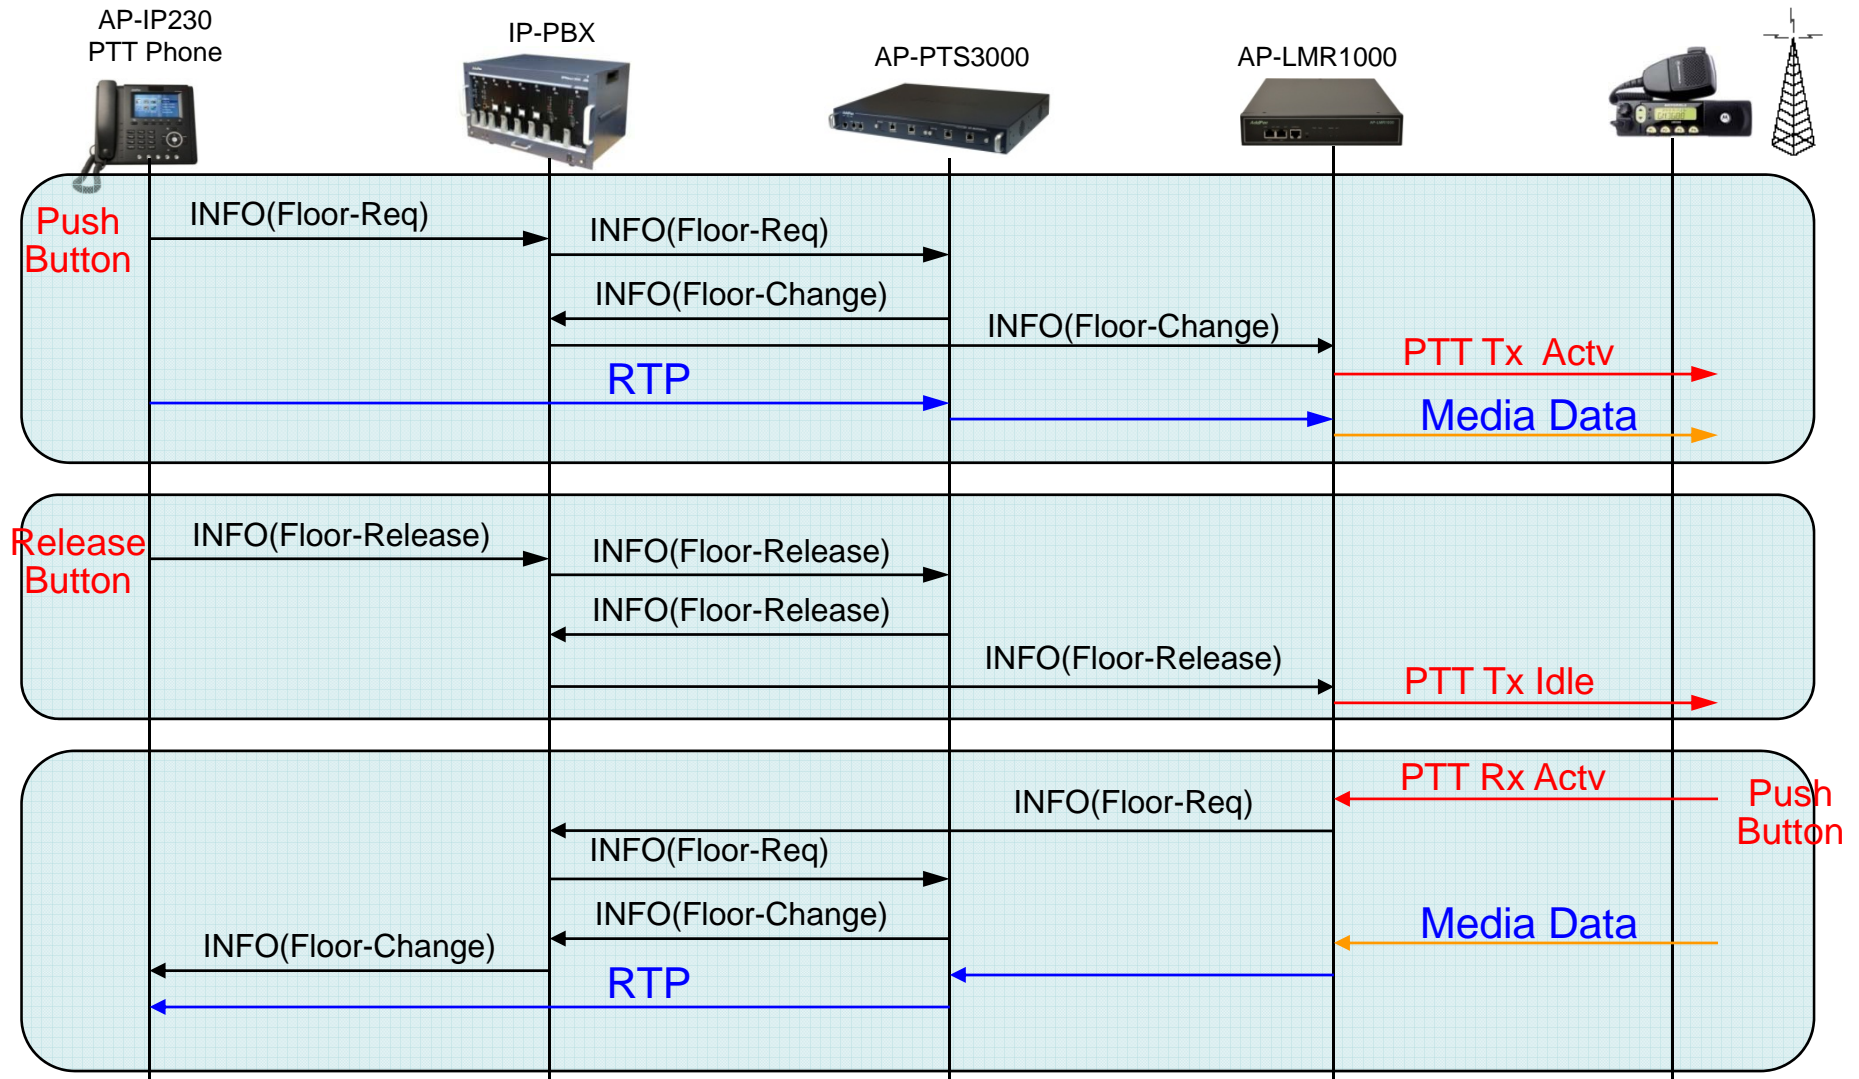 AP-IP230
PTT Phone
IP-PBX
AP-PTS3000
AP-LMR1000
Push
Button
INFO(Floor-Req)
INFO(Floor-Req)
INFO(Floor-Change)
INFO(Floor-Change)
PTT Tx  Actv
RTP
Media Data
Release
Button
INFO(Floor-Release)
INFO(Floor-Release)
INFO(Floor-Release)
INFO(Floor-Release)
PTT Tx Idle
PTT Rx Actv
Push
Button
INFO(Floor-Req)
INFO(Floor-Req)
INFO(Floor-Change)
Media Data
INFO(Floor-Change)
RTP